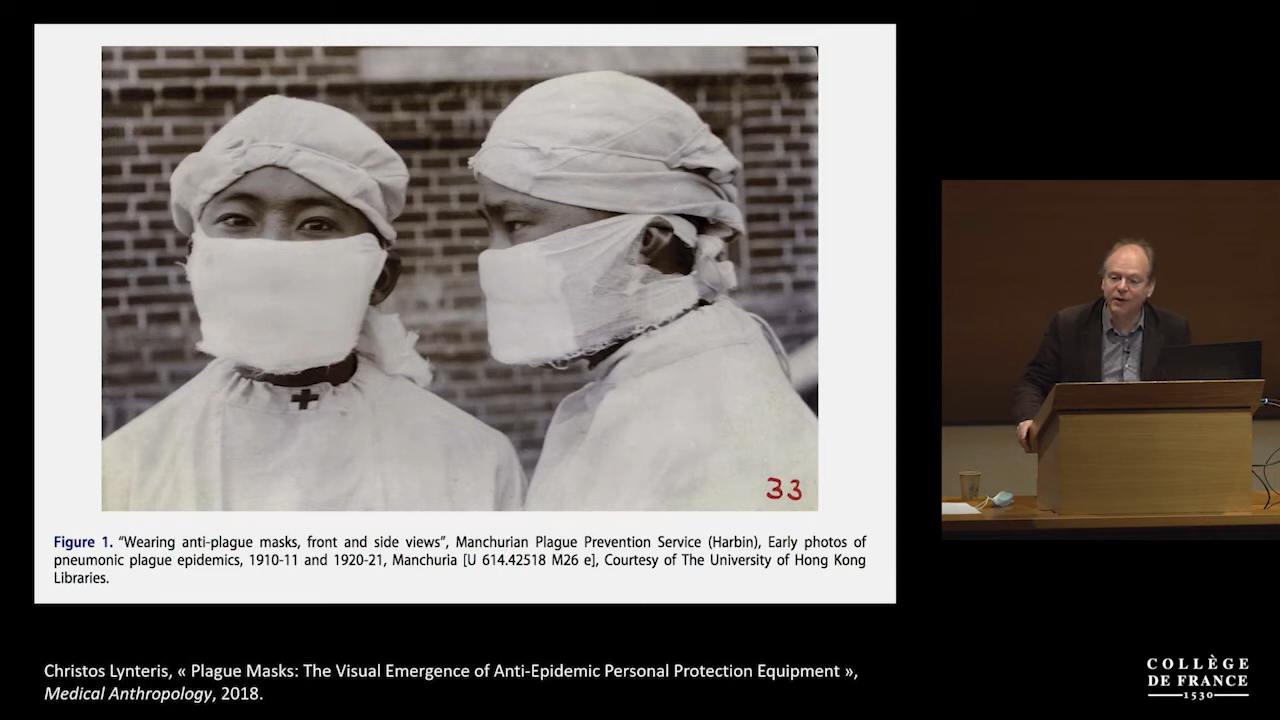 33
Figure 1. “Wearing anti-plague masks, front and side views”, Manchurian Plague Prevention Service (Harbin), Early photos of
pneumonic plague epidemics, 1910-11 and 1920-21, Manchuria [U 614.42518 M26 e], Courtesy of The University of Hong Kong
Libraries.
Christos Lynteris, « Plague Masks: The Visual Emergence of Anti-Epidemic Personal Protection Equipment »,
Medical Anthropology, 2018.
COLLÈGE
DE FRANCE
1530